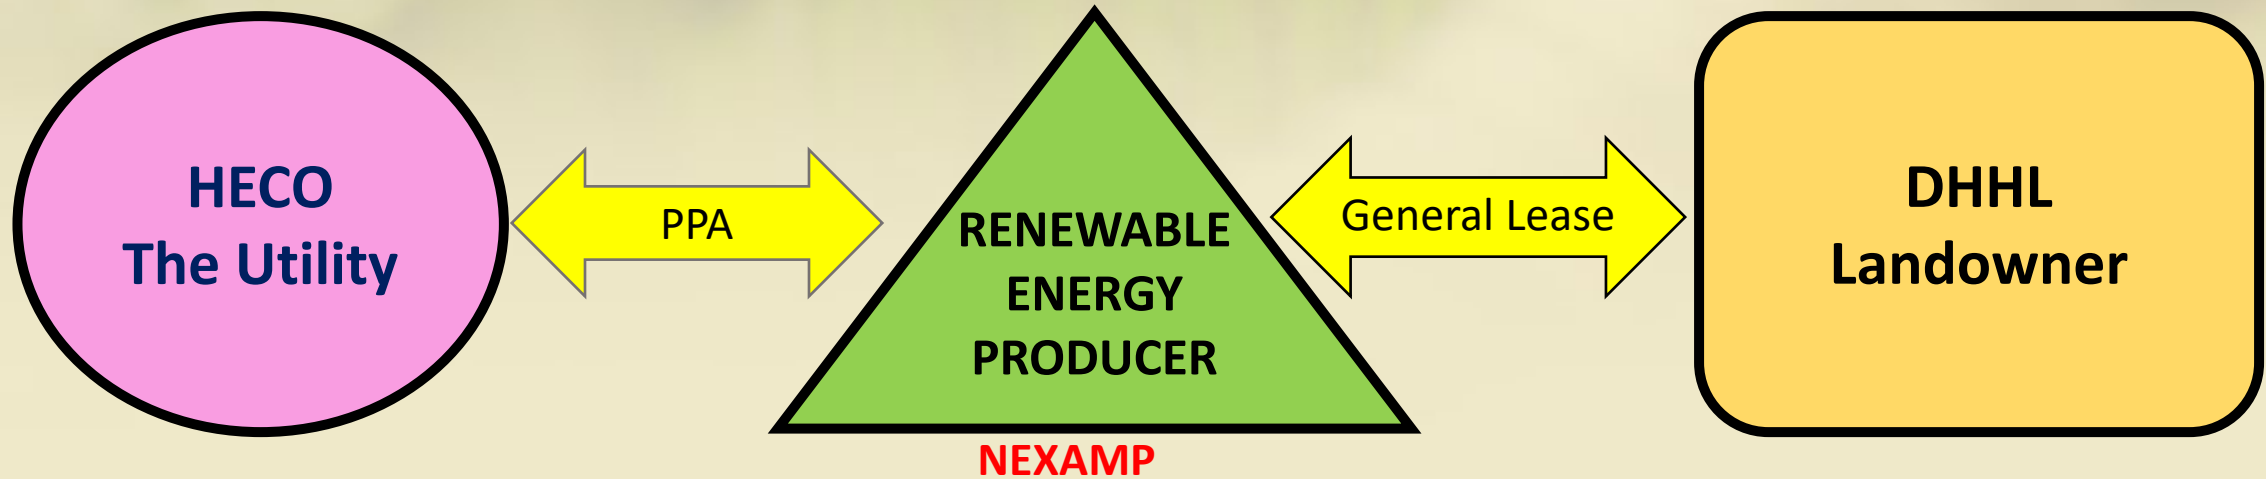 HECO
The Utility
PPA
RENEWABLE
ENERGY
PRODUCER
NEXAMP
General Lease
DHHL
Landowner